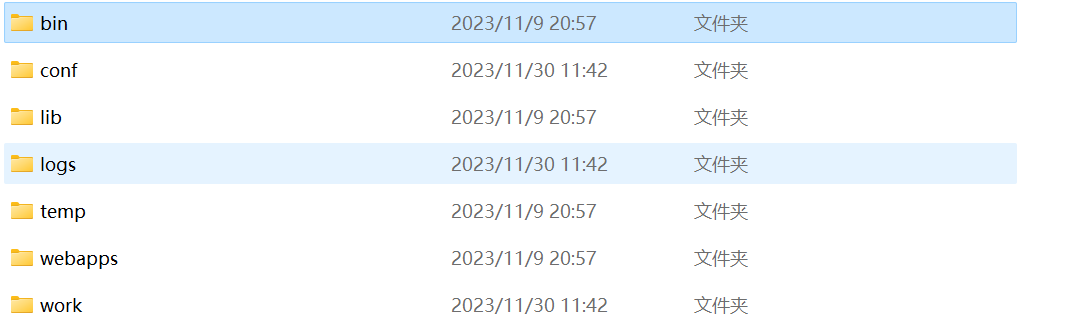 bin 2023/11/9 20:57 文件夹
conf 2023/11/30 11:42 文件夹
lib 2023/11/9 20:57 文件夹
logs 2023/11/30 11:42 文件夹
temp 2023/11/9 20:57 文件夹
webapps 2023/11/9 20:57 文件夹
work 2023/11/30 11:42 文件夹